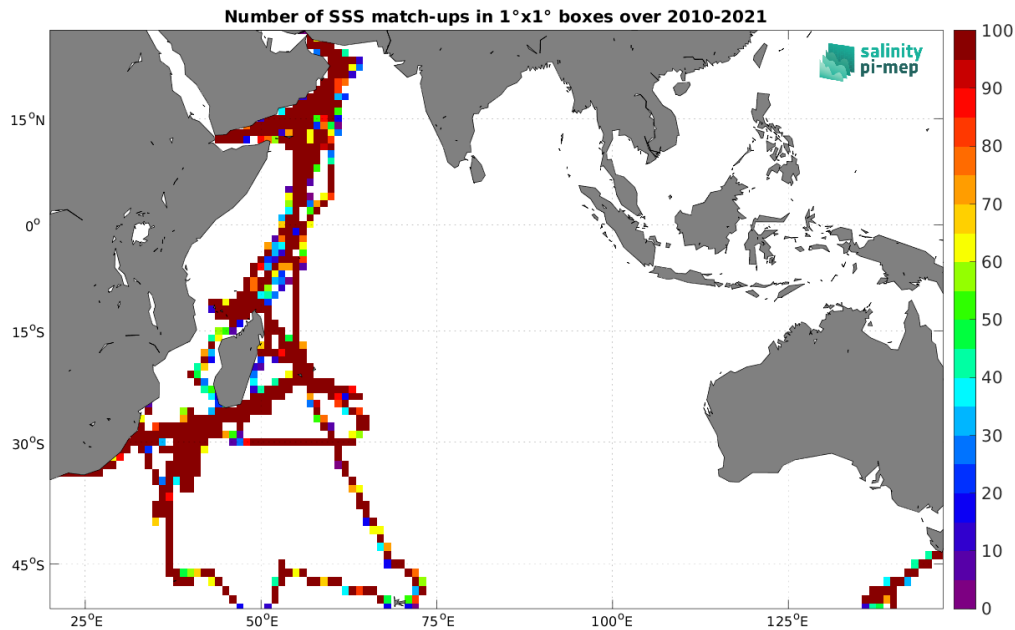 Number of SSS match-ups in 1°x1° boxes over 2010-2021
salinity
pi-mep
15°N
0°
15°S
30°S
45°S
25°E
50°E
75°E
100°E
125°E
100
90
80
70
60
50
40
30
20
10
0